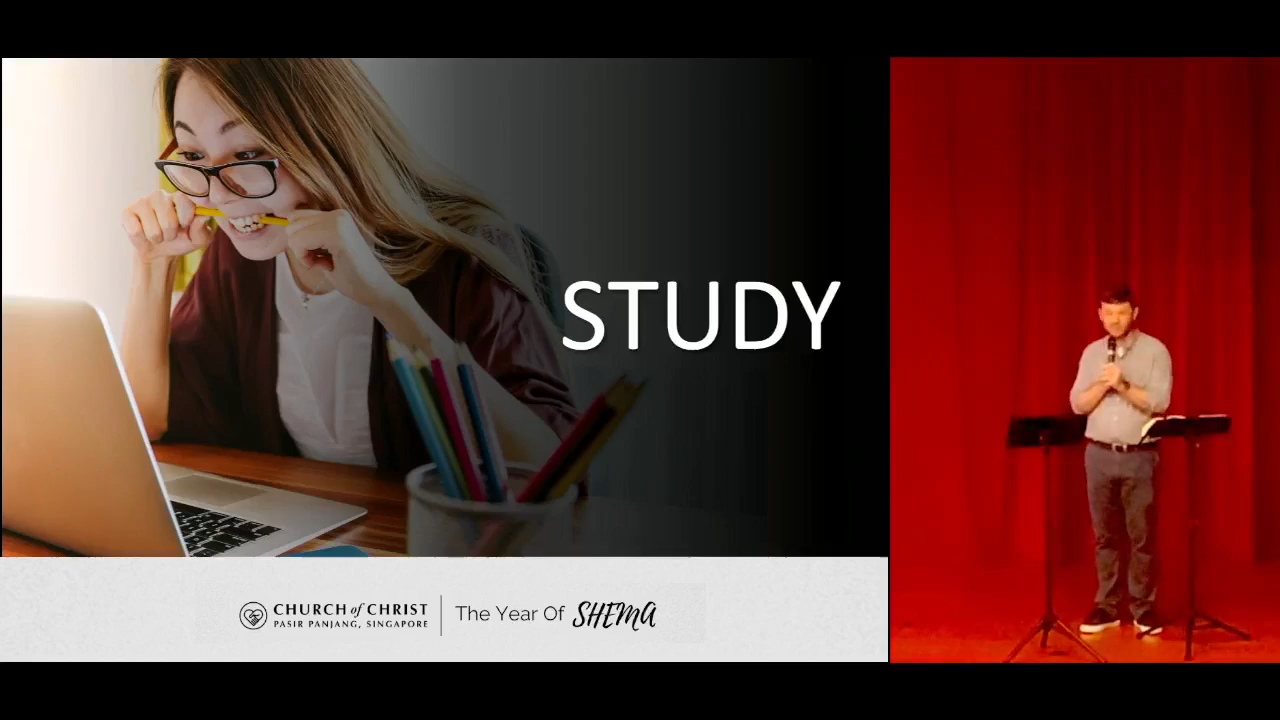 STUDY
CHURCH of CHRIST
PASIR PANJANG, SINGAPORE
The Year Of SHEMA